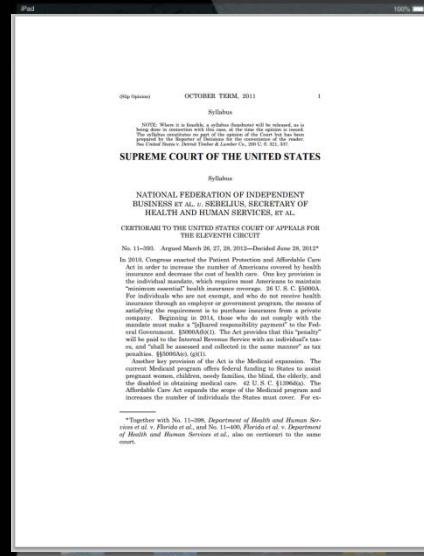 iPad
100%
(Slip Opinion) OCTOBER TERM, 2011 1
Syllabus
NOTE: Where it is feasible, a syllabus (headnote) will be released, as is
being done in connection with this case, at the time the opinion is issued.
The syllabus constitutes no part of the opinion of the Court but has been
prepared by the Reporter of Decisions for the convenience of the reader.
See United States v. Detroit Timber & Lumber Co., 200 U. S. 321, 337.
SUPREME COURT OF THE UNITED STATES
Syllabus
NATIONAL FEDERATION OF INDEPENDENT
BUSINESS ET AL. v. SEBELIUS, SECRETARY OF
HEALTH AND HUMAN SERVICES, ET AL.
CERTIORARI TO THE UNITED STATES COURT OF APPEALS FOR
THE ELEVENTH CIRCUIT
No. 11–393. Argued March 26, 27, 28, 2012—Decided June 28, 2012*
In 2010, Congress enacted the Patient Protection and Affordable Care
Act in order to increase the number of Americans covered by health
insurance and decrease the cost of health care. One key provision is
the individual mandate, which requires most Americans to maintain
“minimum essential” health insurance coverage. 26 U. S. C. §5000A.
For individuals who are not exempt, and who do not receive health
insurance through an employer or government program, the means of
satisfying the requirement is to purchase insurance from a private
company. Beginning in 2014, those who do not comply with the
mandate must make a “[s]hared responsibility payment” to the Fed-
eral Government. §5000A(b)(1). The Act provides that this “penalty”
will be paid to the Internal Revenue Service with an individual’s tax-
es, and “shall be assessed and collected in the same manner” as tax
penalties. §§5000A(c), (g)(1).
Another key provision of the Act is the Medicaid expansion. The
current Medicaid program offers federal funding to States to assist
pregnant women, children, needy families, the blind, the elderly, and
the disabled in obtaining medical care. 42 U. S. C. §1396d(a). The
Affordable Care Act expands the scope of the Medicaid program and
increases the number of individuals the States must cover. For ex-
*Together with No. 11–398, Department of Health and Human Ser-
vices et al. v. Florida et al., and No. 11–400, Florida et al. v. Department
of Health and Human Services et al., also on certiorari to the same
court.